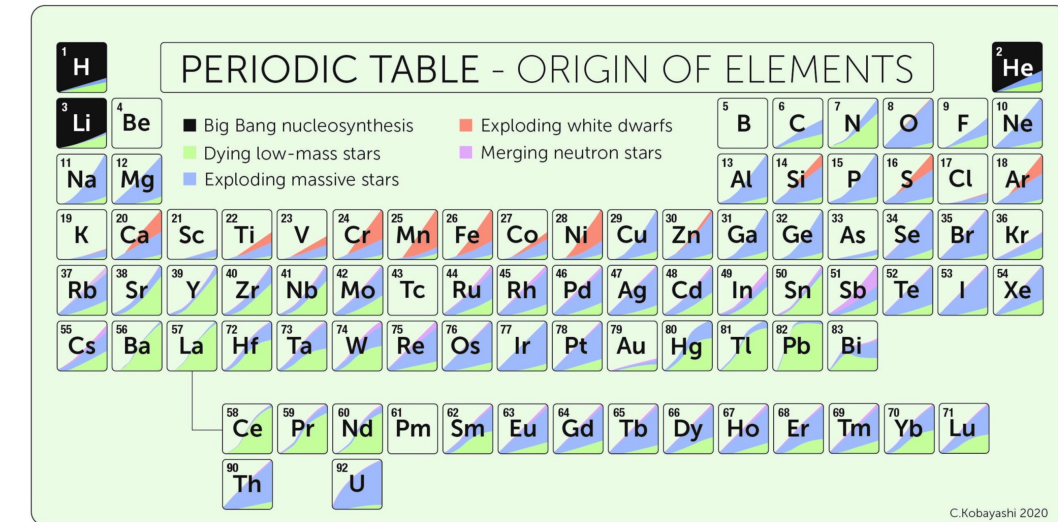 1 H
PERIODIC TABLE - ORIGIN OF ELEMENTS
2 He
3 Li 4 Be
Big Bang nucleosynthesis
Dying low-mass stars
Exploding massive stars
Exploding white dwarfs
Merging neutron stars
5 B 6 C 7 N 8 O 9 F 10 Ne
11 Na 12 Mg 13 Al 14 Si 15 P 16 S 17 Cl 18 Ar
19 K 20 Ca 21 Sc 22 Ti 23 V 24 Cr 25 Mn 26 Fe 27 Co 28 Ni 29 Cu 30 Zn 31 Ga 32 Ge 33 As 34 Se 35 Br 36 Kr
37 Rb 38 Sr 39 Y 40 Zr 41 Nb 42 Mo 43 Tc 44 Ru 45 Rh 46 Pd 47 Ag 48 Cd 49 In 50 Sn 51 Sb 52 Te 53 I 54 Xe
55 Cs 56 Ba 57 La 72 Hf 73 Ta 74 W 75 Re 76 Os 77 Ir 78 Pt 79 Au 80 Hg 81 Tl 82 Pb 83 Bi
58 Ce 59 Pr 60 Nd 61 Pm 62 Sm 63 Eu 64 Gd 65 Tb 66 Dy 67 Ho 68 Er 69 Tm 70 Yb 71 Lu
90 Th 92 U
C.Kobayashi 2020